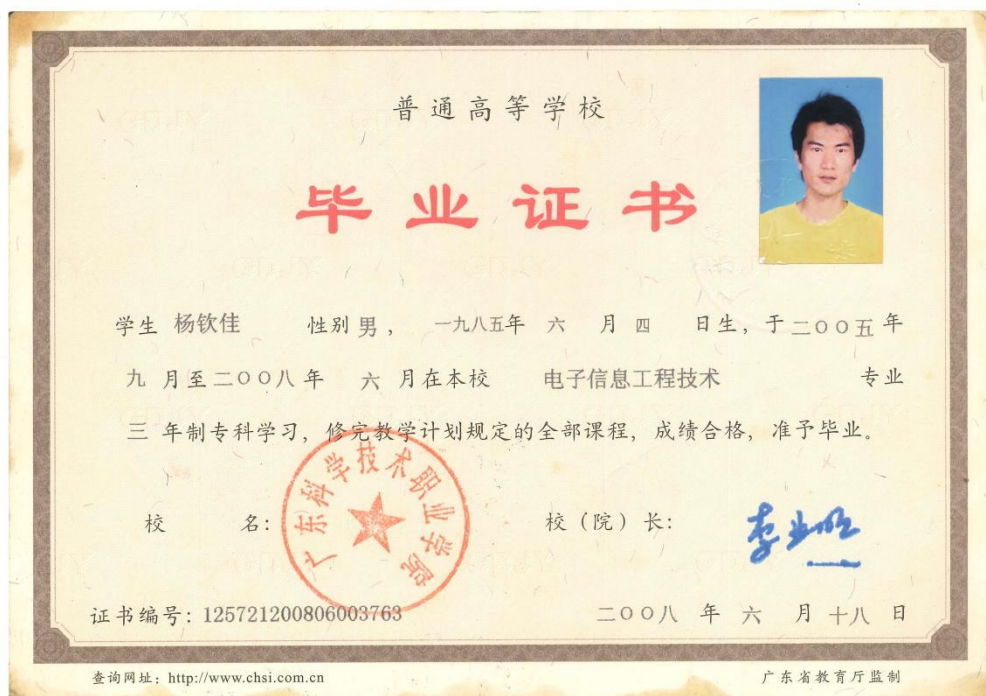 普通高等学校
毕业证书
学生 杨钦佳 性别 男，一九八五年 六 月 四 日生，于二〇〇五年
九 月至二〇〇八年 六 月在本校 电子信息工程技术 专业
三 年制专科学习，修完教学计划规定的全部课程，成绩合格，准予毕业。
广东科学技术职业学院
校 名： 校（院）长：
证书编号：125721200806003763 二〇〇八 年 六 月 十八 日
查询网址：http://www.chsi.com.cn 广东省教育厅监制